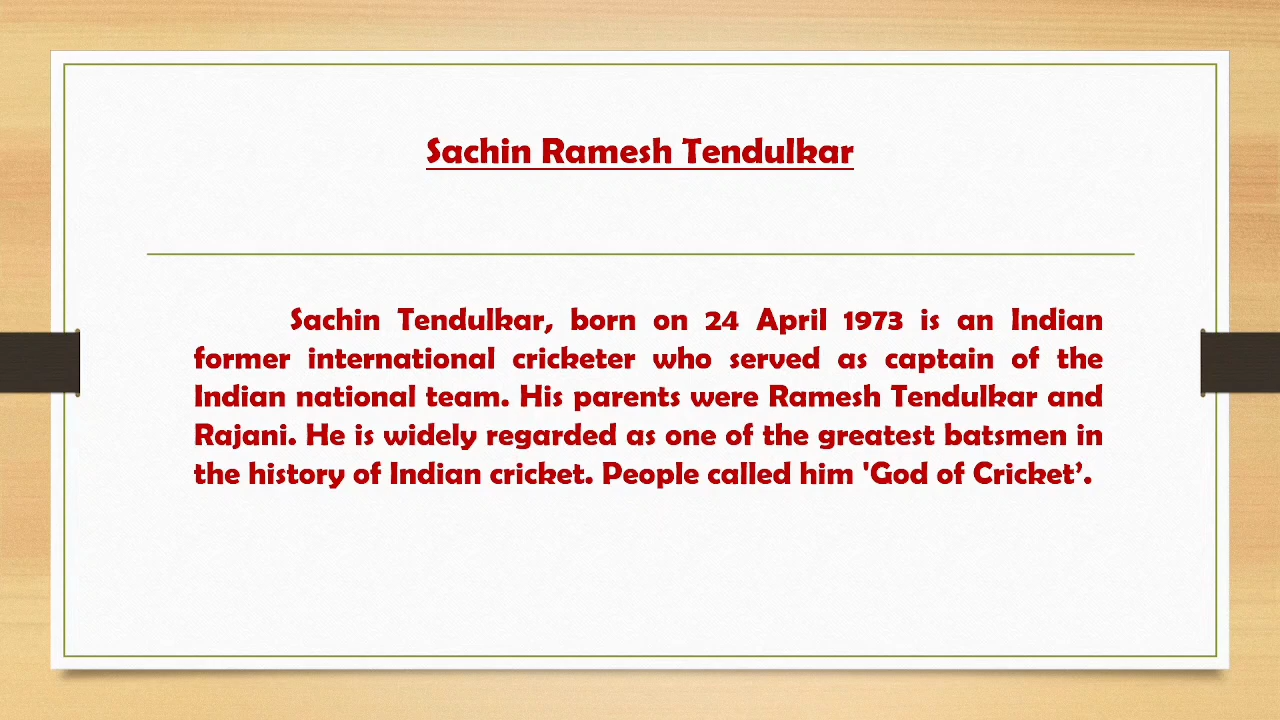 Sachin Ramesh Tendulkar
Sachin Tendulkar, born on 24 April 1973 is an Indian
former international cricketer who served as captain of the
Indian national team. His parents were Ramesh Tendulkar and
Rajani. He is widely regarded as one of the greatest batsmen in
the history of Indian cricket. People called him 'God of Cricket’.